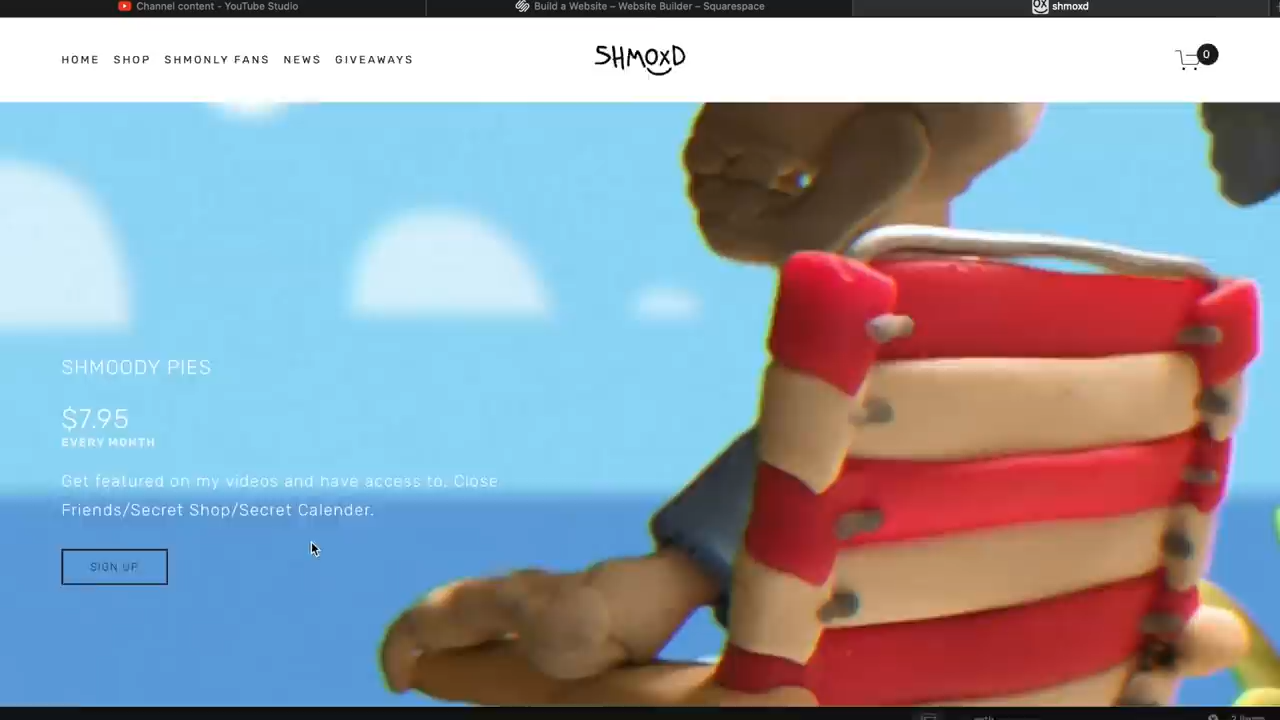 Channel content - YouTube Studio
Build a Website – Website Builder – Squarespace
shmoxd
HOME SHOP SHMONLY FANS NEWS GIVEAWAYS
SHMOXD
0
SHMOODY PIES
$7.95
EVERY MONTH
Get featured on my videos and have access to: Close
Friends/Secret Shop/Secret Calender.
SIGN UP